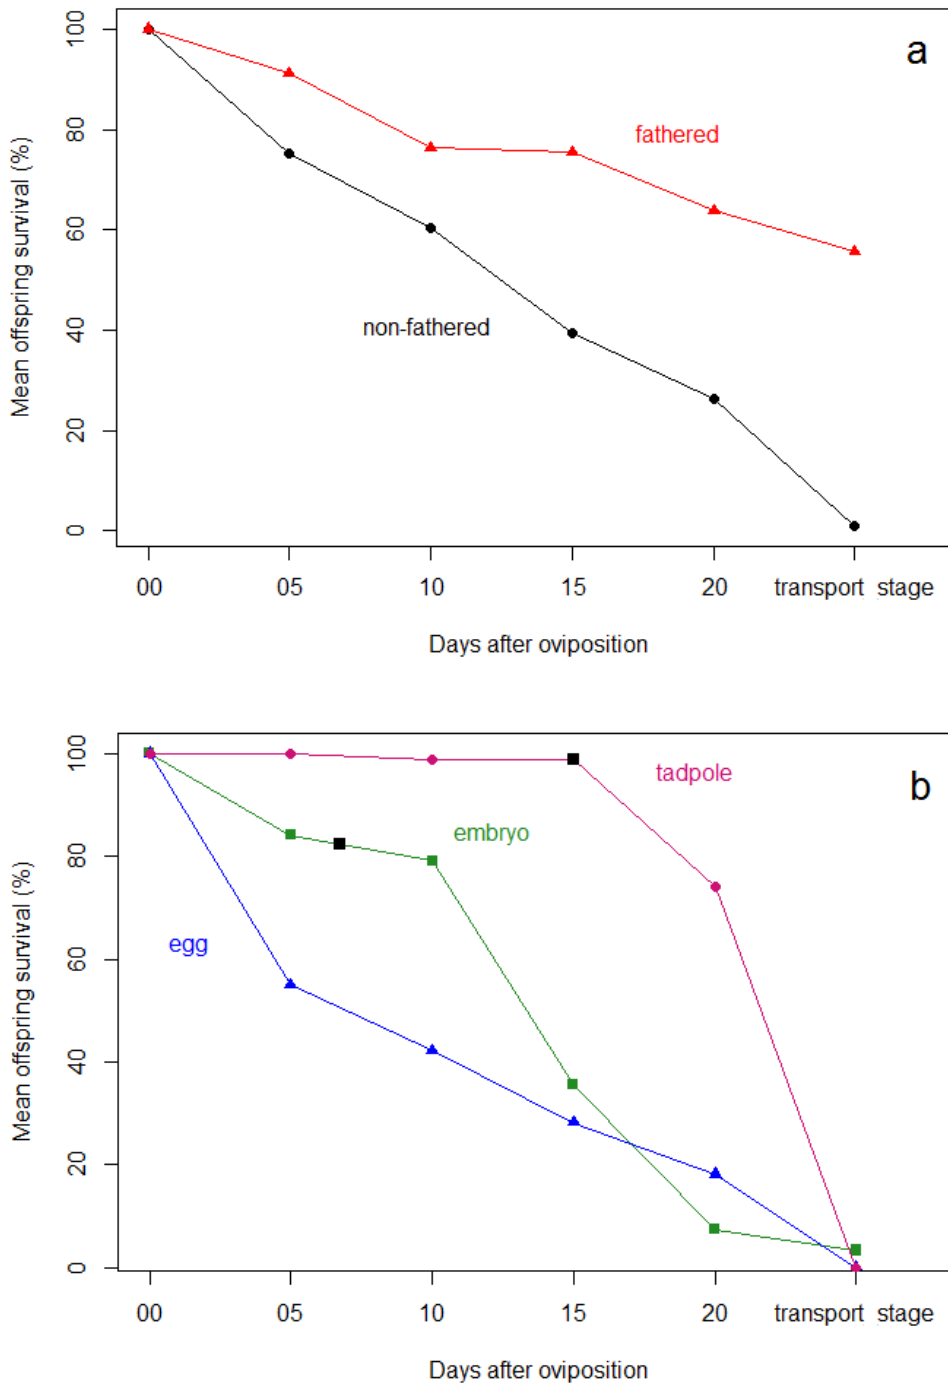 a
Mean offspring survival (%)
100
80
60
40
20
0
fathered
non-fathered
00 05 10 15 20 transport stage
Days after oviposition
b
Mean offspring survival (%)
100
80
60
40
20
0
tadpole
embryo
egg
00 05 10 15 20 transport stage
Days after oviposition